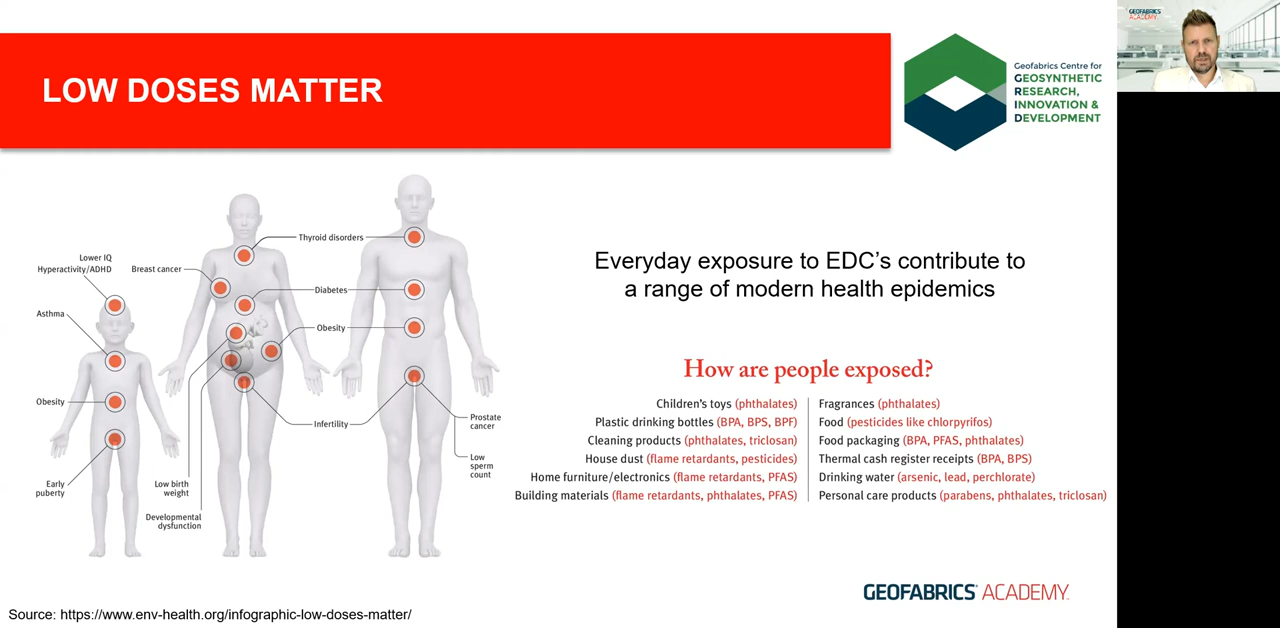 LOW DOSES MATTER
Geofabrics Centre for
GEOSYNTHETIC
RESEARCH,
INNOVATION &
DEVELOPMENT
GEOFABRICS
ACADEMY
Lower IQ
Hyperactivity/ADHD
Asthma
Obesity
Early
puberty
Breast cancer
Low birth
weight
Developmental
dysfunction
Thyroid disorders
Diabetes
Obesity
Infertility
Prostate
cancer
Low
sperm
count
Everyday exposure to EDC's contribute to
a range of modern health epidemics
How are people exposed?
Children's toys (phthalates)
Plastic drinking bottles (BPA, BPS, BPF)
Cleaning products (phthalates, triclosan)
House dust (flame retardants, pesticides)
Home furniture/electronics (flame retardants, PFAS)
Building materials (flame retardants, phthalates, PFAS)
Fragrances (phthalates)
Food (pesticides like chlorpyrifos)
Food packaging (BPA, PFAS, phthalates)
Thermal cash register receipts (BPA, BPS)
Drinking water (arsenic, lead, perchlorate)
Personal care products (parabens, phthalates, triclosan)
GEOFABRICS ACADEMY
Source: https://www.env-health.org/infographic-low-doses-matter/